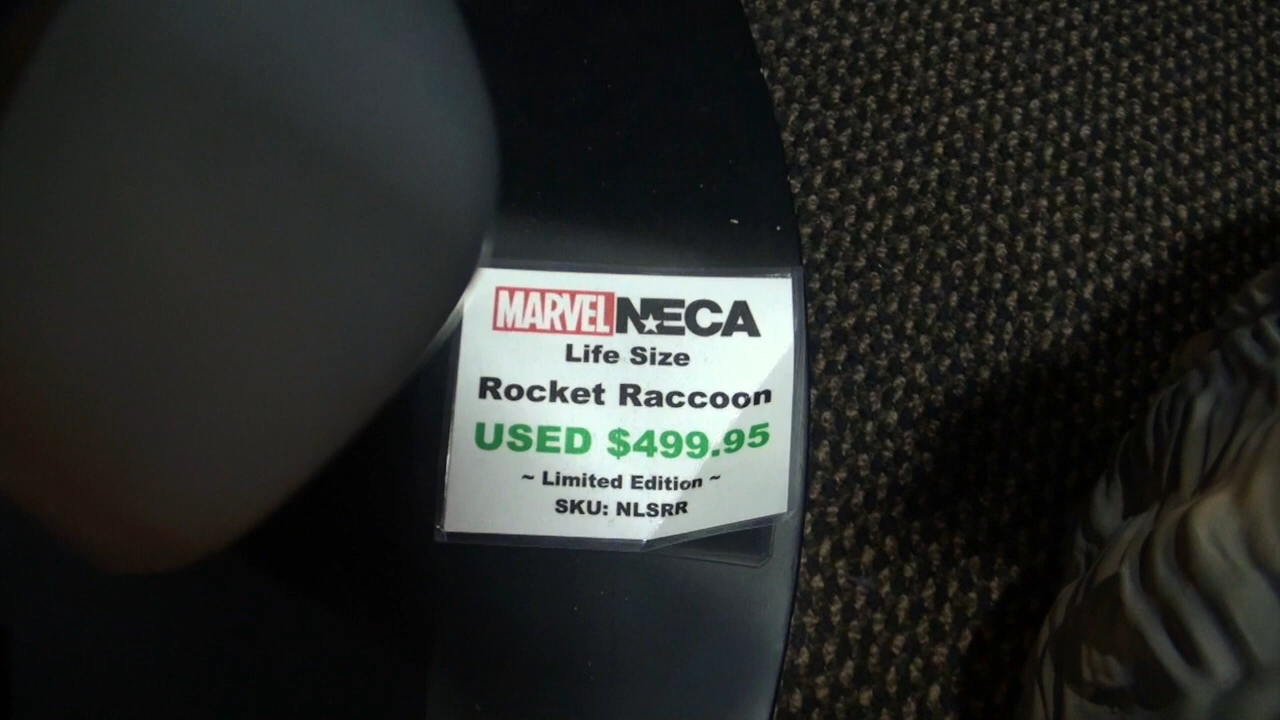 MARVEL NECA
Life Size
Rocket Raccoon
USED $499.95
~ Limited Edition ~
SKU: NLSRR